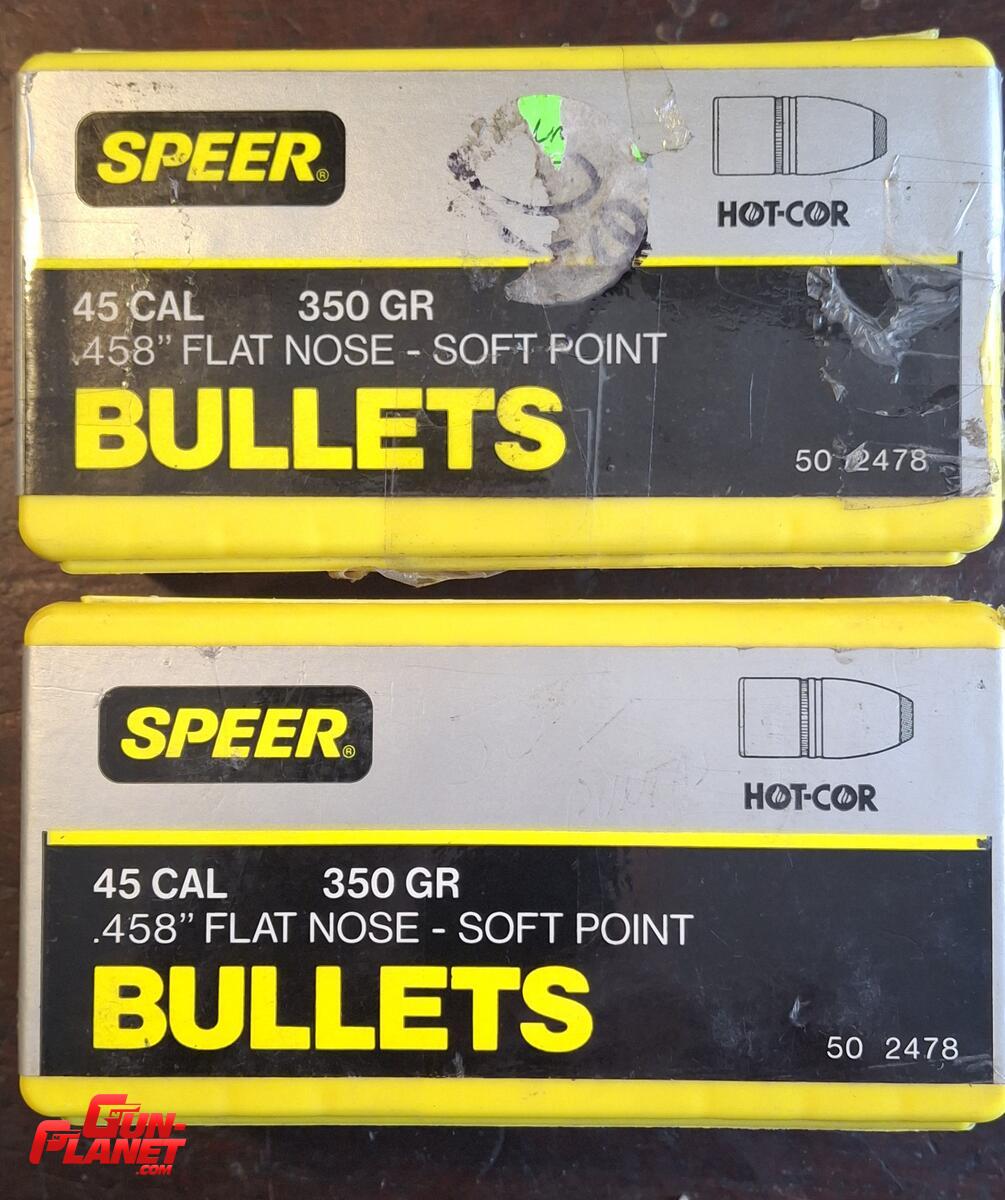 SPEER®
HOT-COR
45 CAL 350 GR
.458” FLAT NOSE - SOFT POINT
BULLETS
50 2478
SPEER®
HOT-COR
45 CAL 350 GR
.458” FLAT NOSE - SOFT POINT
BULLETS
50 2478
GUN-
PLANET
.COM